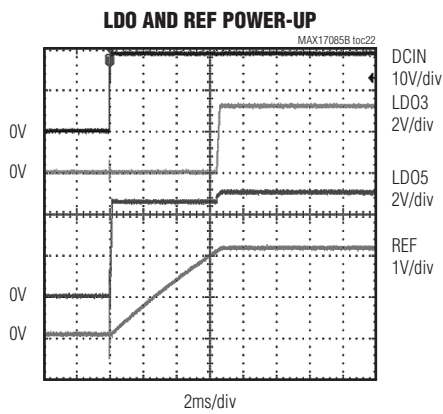 LDO AND REF POWER-UP
MAX17085B toc22
DCIN
10V/div
LDO3
2V/div
0V
0V
LDO5
2V/div
REF
1V/div
0V
0V
2ms/div